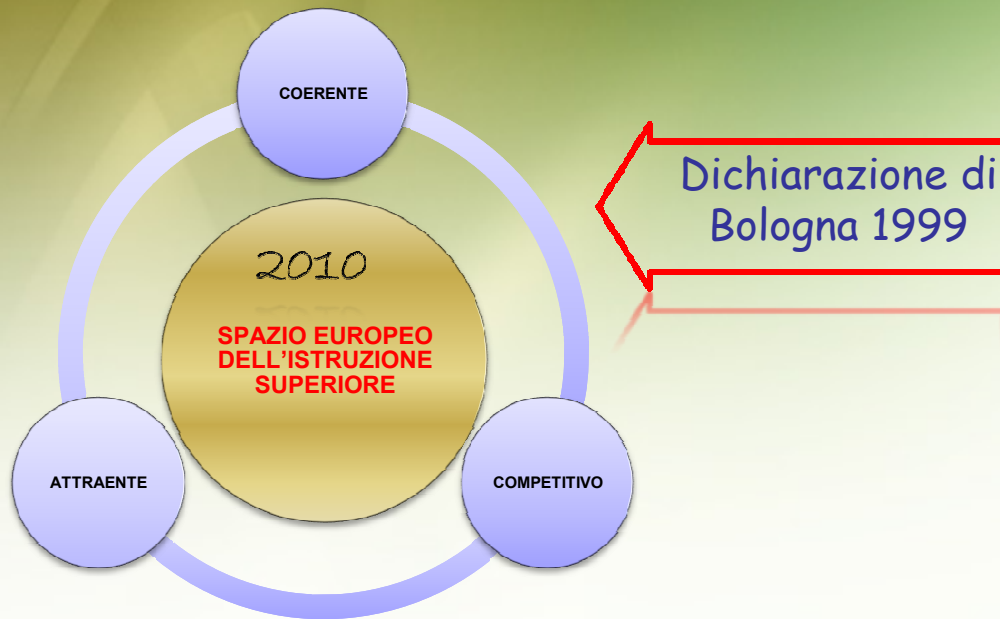 COERENTE
Dichiarazione di
Bologna 1999
2010
SPAZIO EUROPEO
DELL’ISTRUZIONE
SUPERIORE
ATTRAENTE
COMPETITIVO